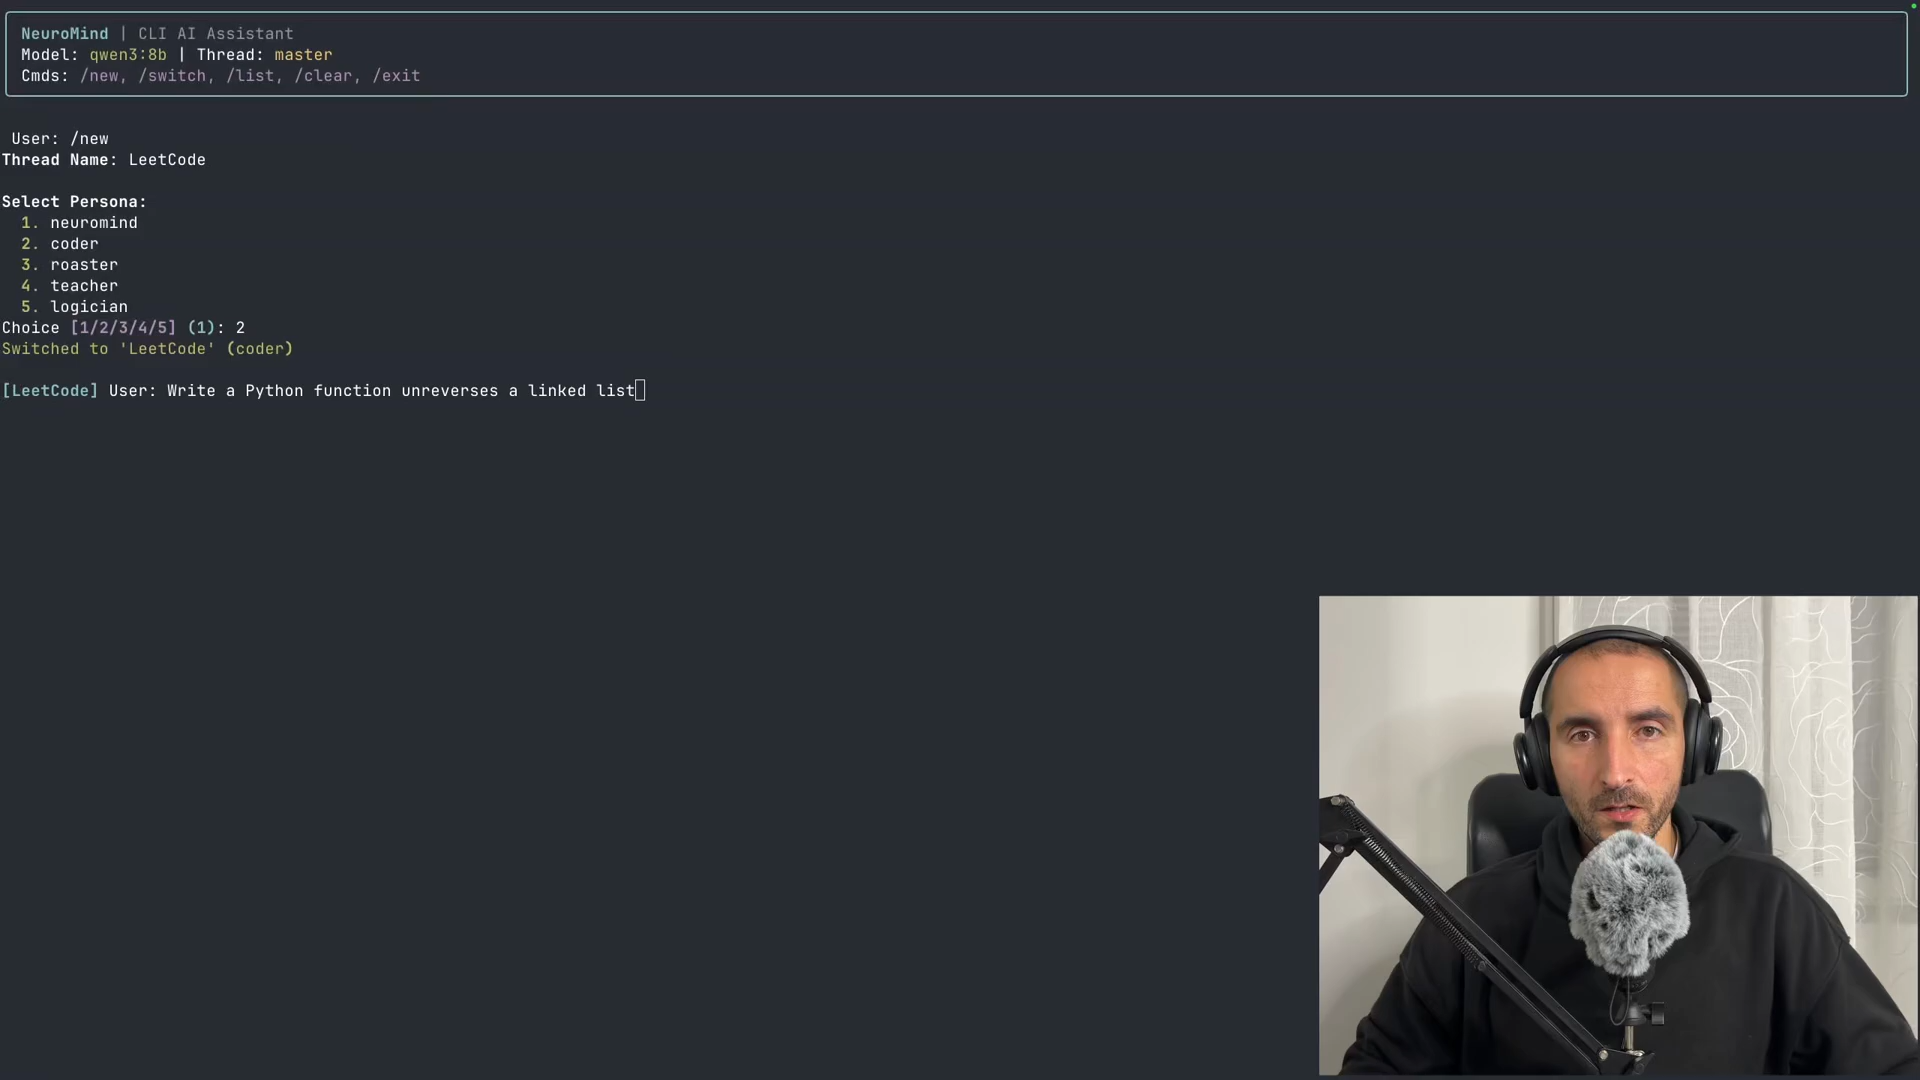 NeuroMind | CLI AI Assistant
Model: qwen3:8b | Thread: master
Cmds: /new, /switch, /list, /clear, /exit
User: /new
Thread Name: LeetCode
Select Persona:
1. neuromind
2. coder
3. roaster
4. teacher
5. logician
Choice [1/2/3/4/5] (1): 2
Switched to 'LeetCode' (coder)
[LeetCode] User: Write a Python function unreverses a linked list